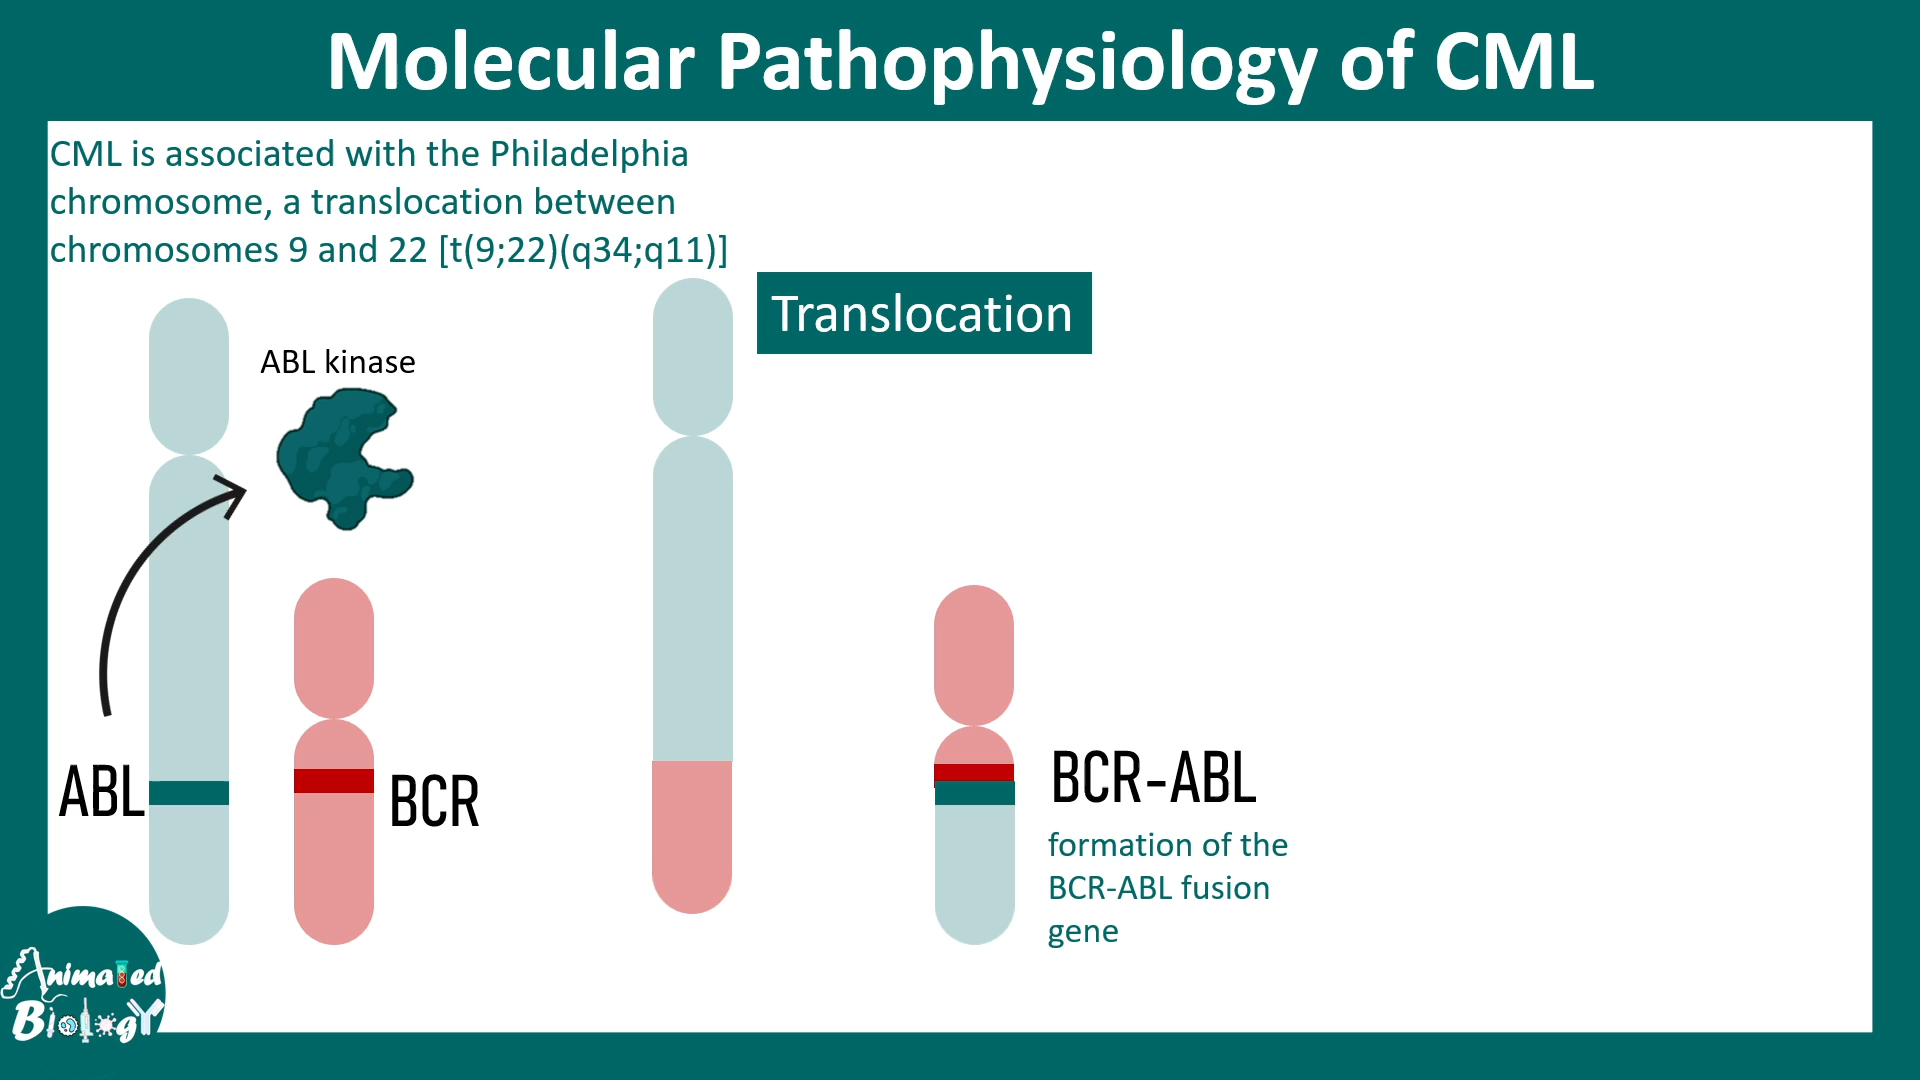 Molecular Pathophysiology of CML
CML is associated with the Philadelphia
chromosome, a translocation between
chromosomes 9 and 22 [t(9;22)(q34;q11)]
Translocation
ABL kinase
ABL
BCR
BCR-ABL
formation of the
BCR-ABL fusion
gene
Animated
Biology